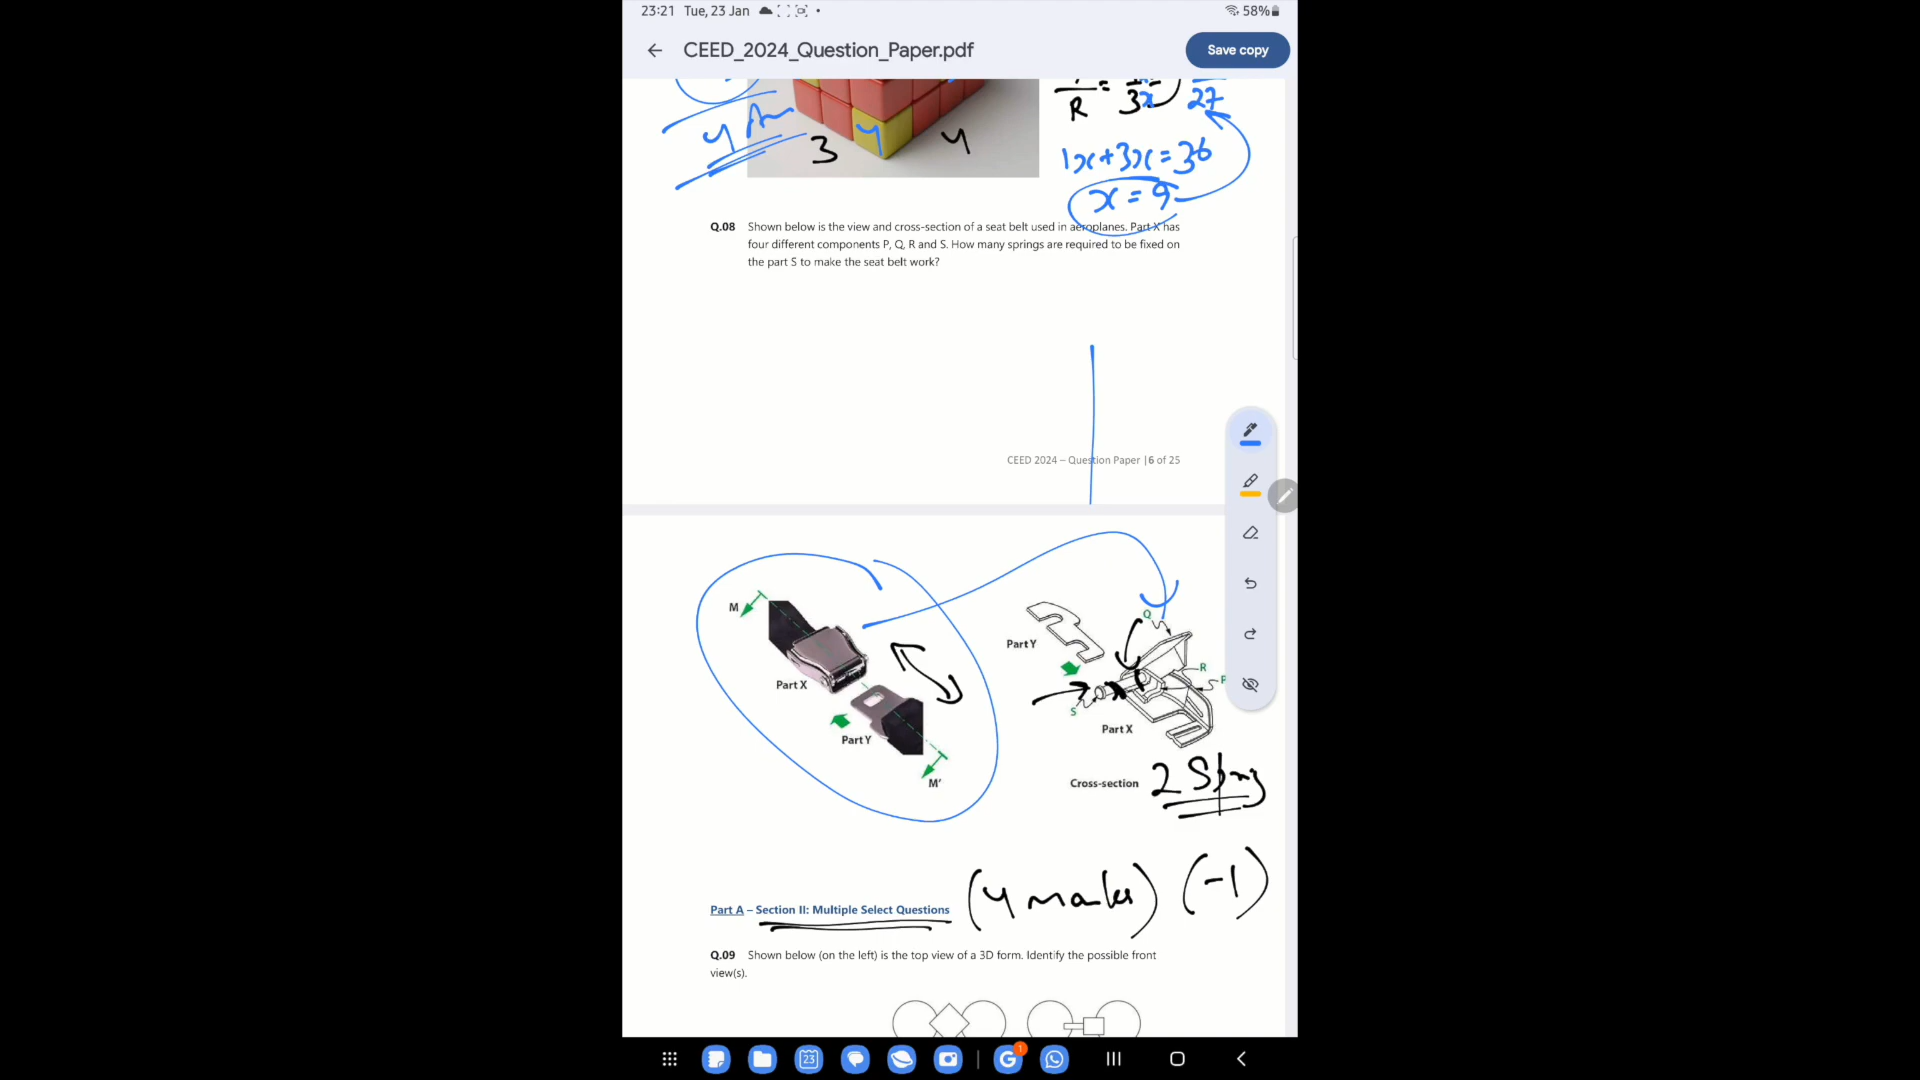 23:21 Tue, 23 Jan
58%
CEED_2024_Question_Paper.pdf
Save copy
R
3x
27
4
3
4
4
1x+3x=36
x=9
Q.08 Shown below is the view and cross-section of a seat belt used in aeroplanes. Part X has
four different components P, Q, R and S. How many springs are required to be fixed on
the part S to make the seat belt work?
CEED 2024 – Question Paper |6 of 25
M
Part X
Part Y
M'
Part Y
Q
R
P
S
Part X
Cross-section
2
(4 marks) (-1)
Part A – Section II: Multiple Select Questions
Q.09 Shown below (on the left) is the top view of a 3D form. Identify the possible front
view(s).
23
G
1